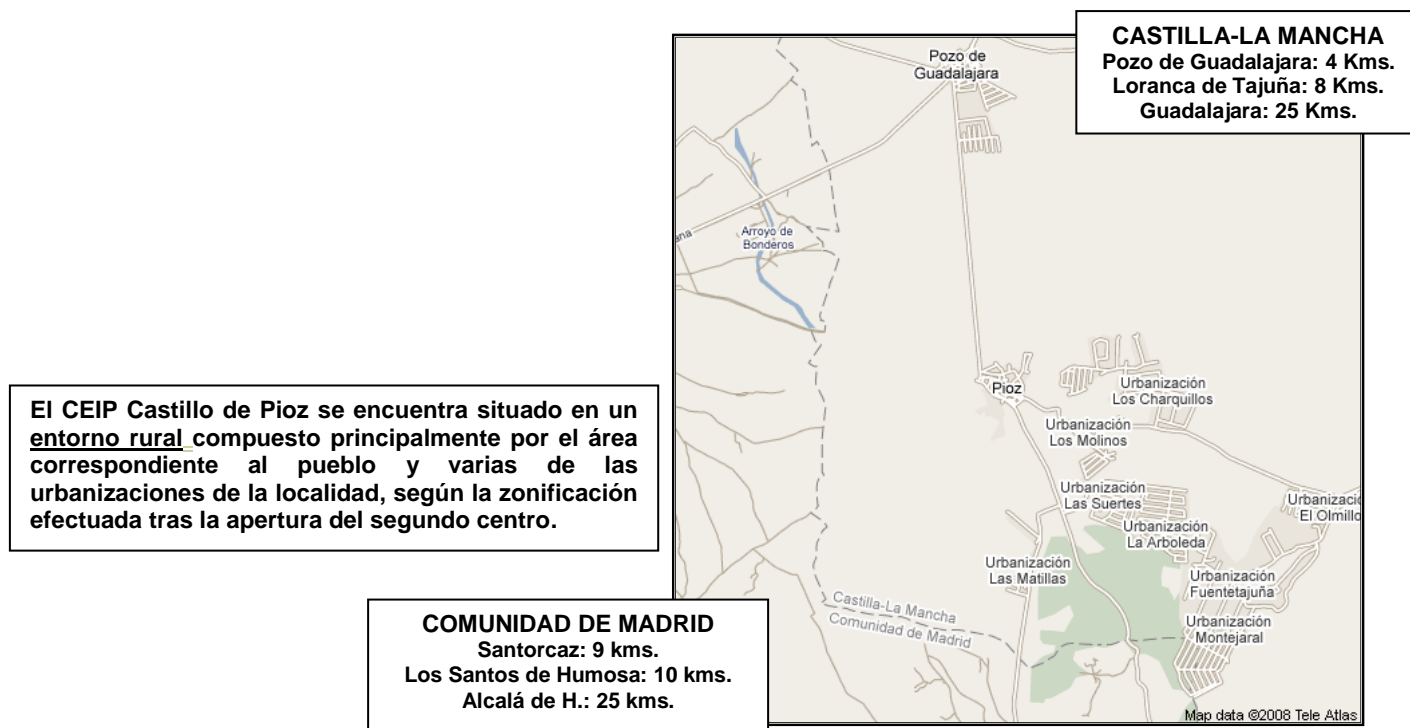 CASTILLA-LA MANCHA
Pozo de Guadalajara: 4 Kms.
Loranca de Tajuña: 8 Kms.
Guadalajara: 25 Kms.
Pozo de
Guadalajara
Arroyo de
Bonderos
ana
Pioz
Urbanización
Los Charquillos
Urbanización
Los Molinos
Urbanización
Las Suertes
Urbanizació
El Olmillo
Urbanización
La Arboleda
Urbanización
Las Matillas
Urbanización
Fuentetajuña
Urbanización
Montejaral
Castilla-La Mancha
Comunidad de Madrid
Map data ©2008 Tele Atlas
El CEIP Castillo de Pioz se encuentra situado en un
entorno rural compuesto principalmente por el área
correspondiente al pueblo y varias de las
urbanizaciones de la localidad, según la zonificación
efectuada tras la apertura del segundo centro.
COMUNIDAD DE MADRID
Santorcaz: 9 kms.
Los Santos de Humosa: 10 kms.
Alcalá de H.: 25 kms.